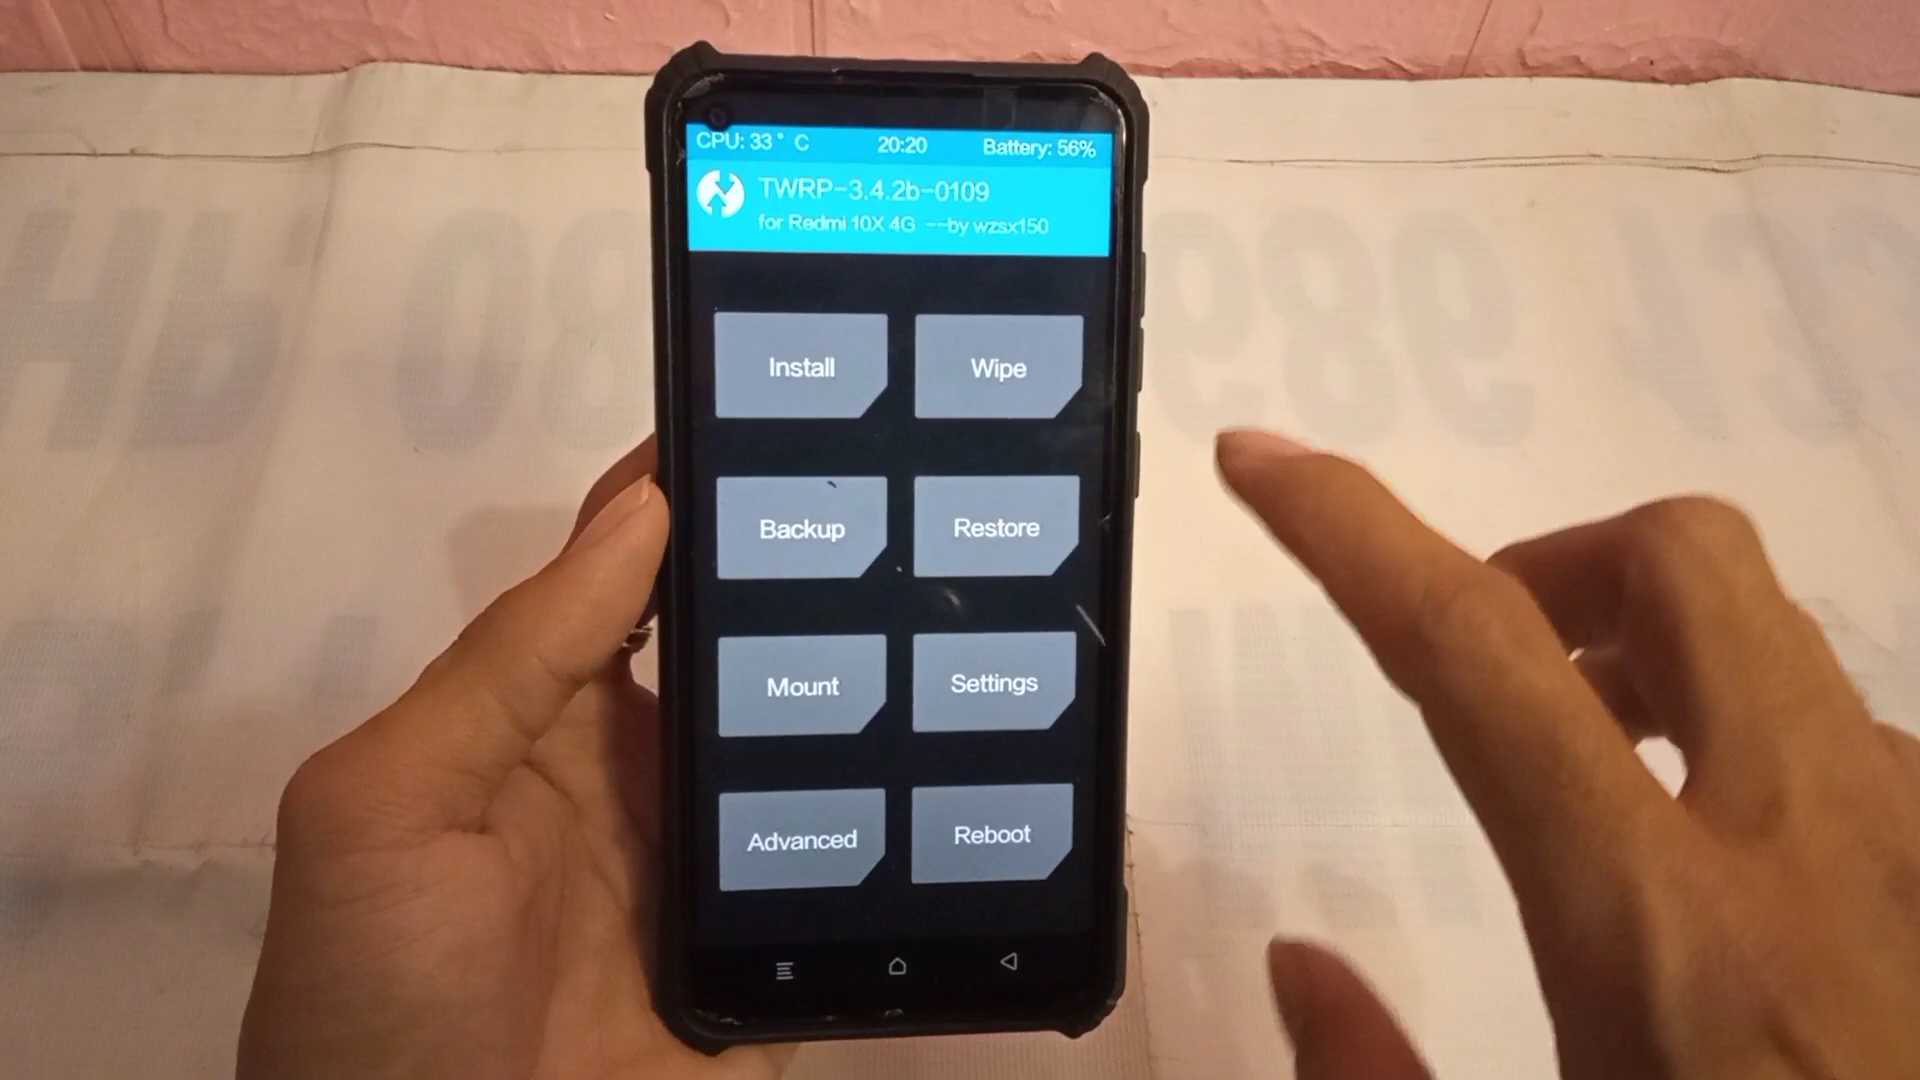 CPU: 33 ° C 20:20 Battery: 56%
TWRP-3.4.2b-0109
for Redmi 10X 4G --by wzsx150
Install Wipe
Backup Restore
Mount Settings
Advanced Reboot